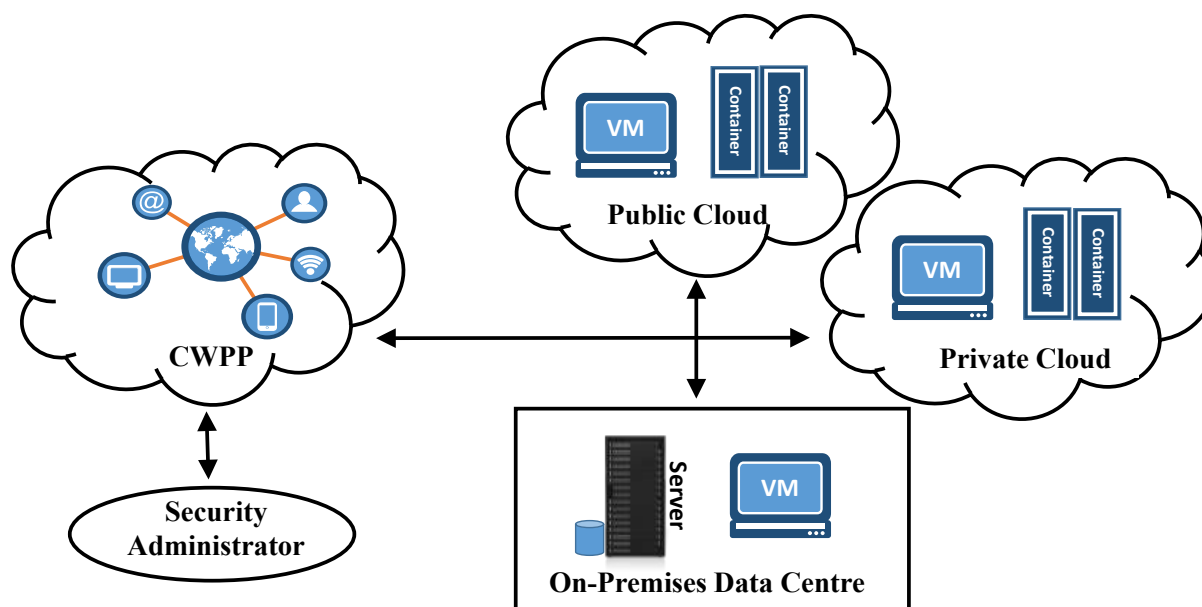 VM
Container
Container
Public Cloud
@
CWPP
VM
Container
Container
Private Cloud
Security
Administrator
Server
VM
On-Premises Data Centre